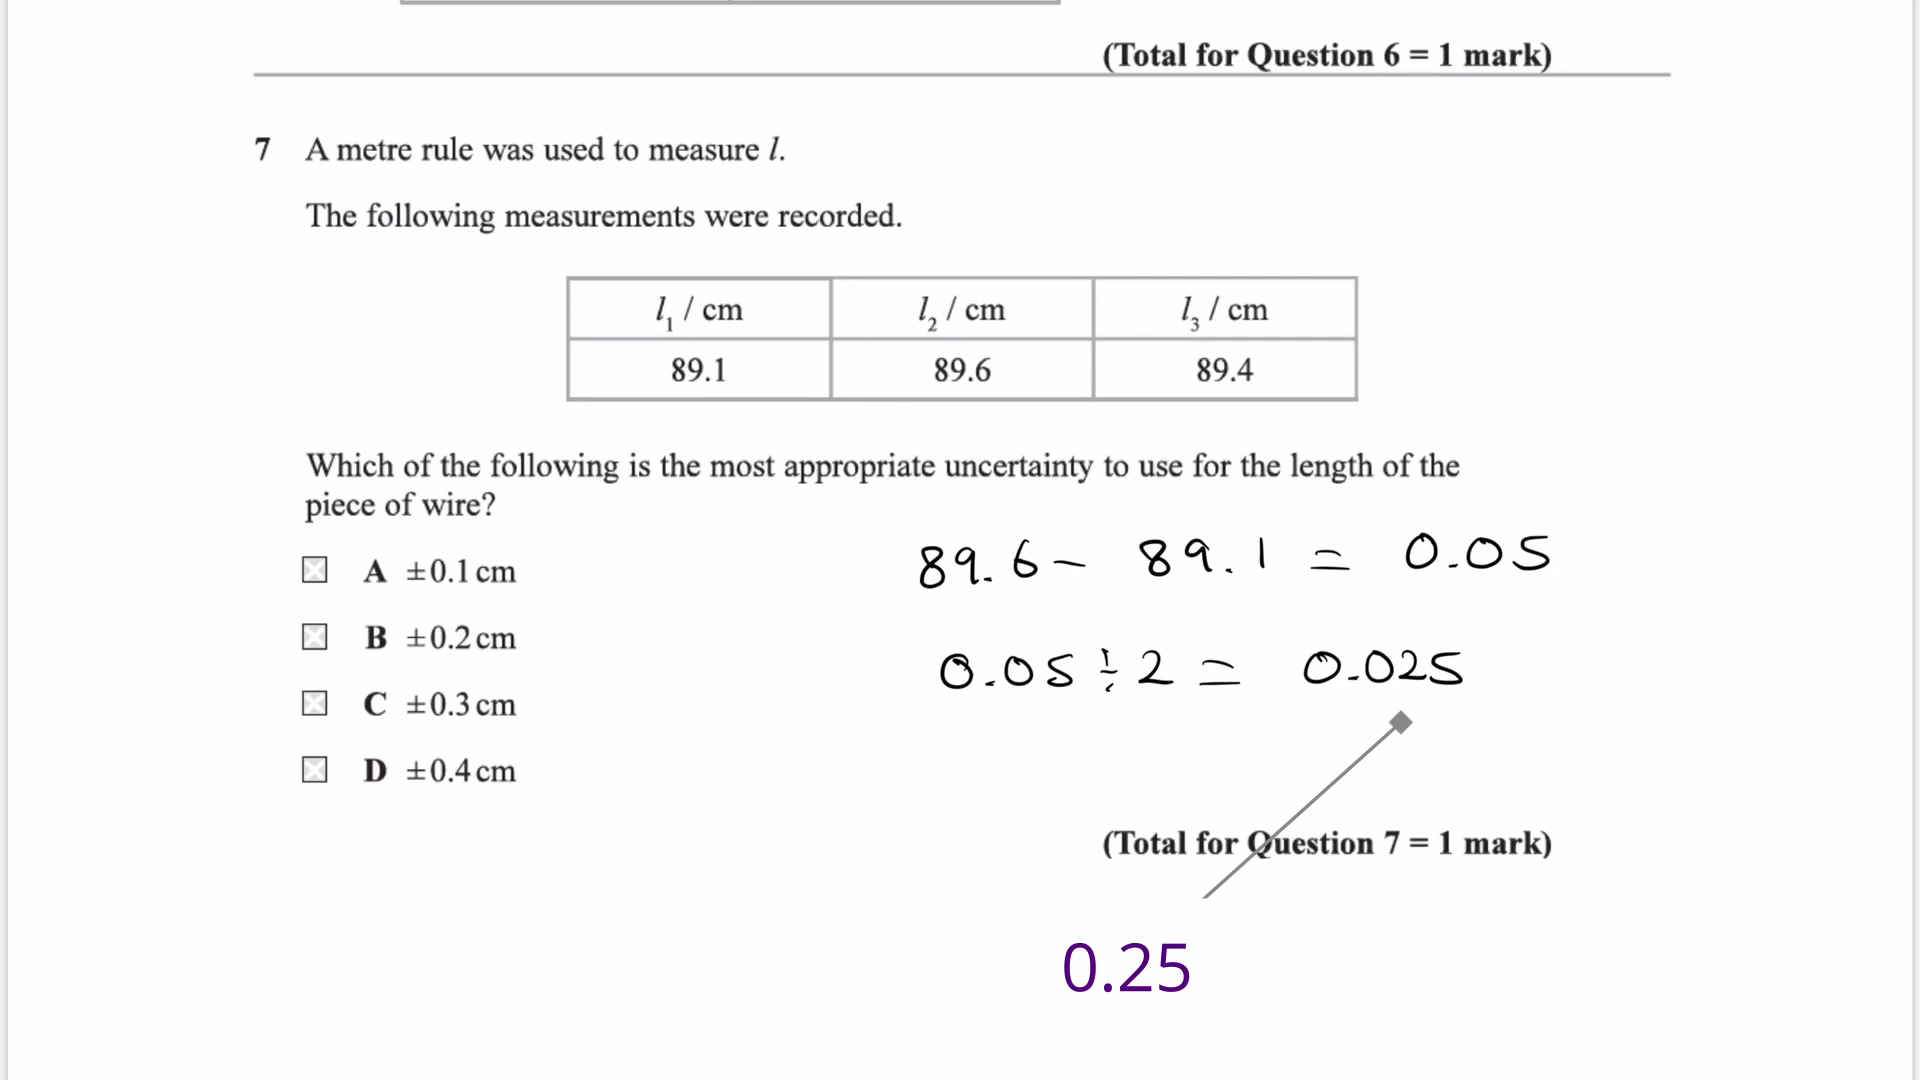 (Total for Question 6 = 1 mark)
7 A metre rule was used to measure l.
The following measurements were recorded.
l₁ / cm l₂ / cm l₃ / cm
89.1 89.6 89.4
Which of the following is the most appropriate uncertainty to use for the length of the
piece of wire?
A ±0.1 cm
B ±0.2 cm
C ±0.3 cm
D ±0.4 cm
89.6 - 89.1 = 0.05
0.05 ÷ 2 = 0.025
(Total for Question 7 = 1 mark)
0.25